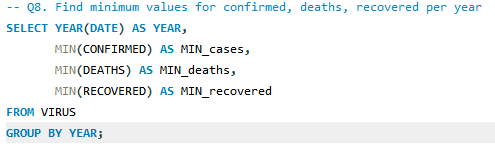 -- Q8. Find minimum values for confirmed, deaths, recovered per year
SELECT YEAR(DATE) AS YEAR,
MIN(CONFIRMED) AS MIN_cases,
MIN(DEATHS) AS MIN_deaths,
MIN(RECOVERED) AS MIN_recovered
FROM VIRUS
GROUP BY YEAR;